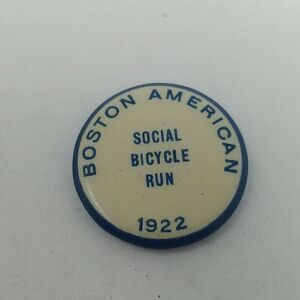 BOSTON AMERICAN
SOCIAL
BICYCLE
RUN
1922